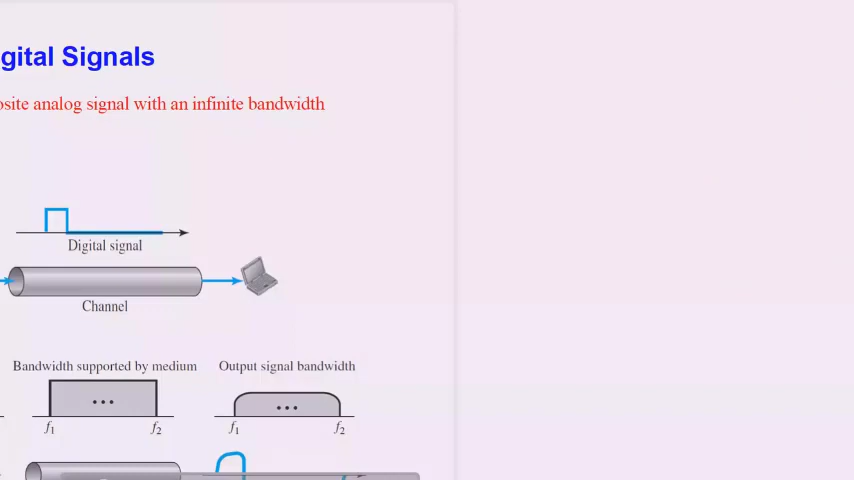 gital Signals
osite analog signal with an infinite bandwidth
Digital signal
Channel
Bandwidth supported by medium Output signal bandwidth
f1 f2 f1 f2